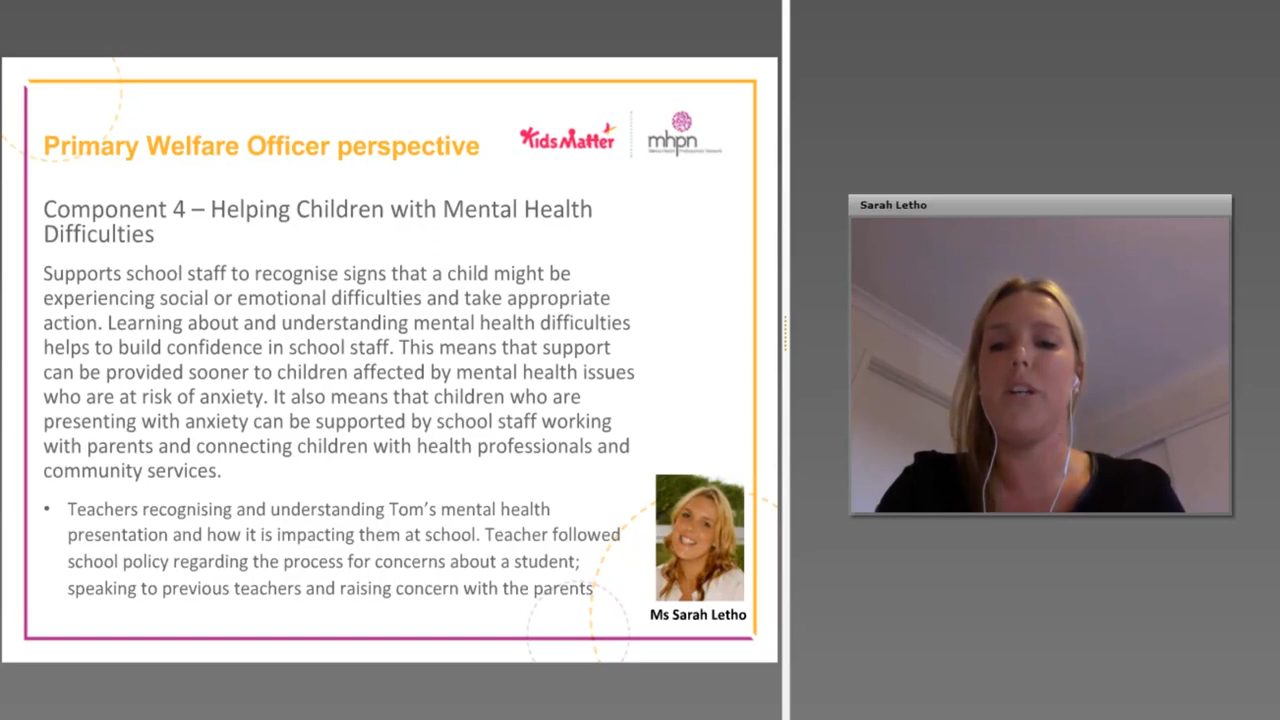 Primary Welfare Officer perspective
KidsMatter
mhpn
Mental Health Professionals Network
Component 4 – Helping Children with Mental Health
Difficulties
Supports school staff to recognise signs that a child might be
experiencing social or emotional difficulties and take appropriate
action. Learning about and understanding mental health difficulties
helps to build confidence in school staff. This means that support
can be provided sooner to children affected by mental health issues
who are at risk of anxiety. It also means that children who are
presenting with anxiety can be supported by school staff working
with parents and connecting children with health professionals and
community services.
• Teachers recognising and understanding Tom’s mental health
presentation and how it is impacting them at school. Teacher followed
school policy regarding the process for concerns about a student;
speaking to previous teachers and raising concern with the parents
Ms Sarah Letho
Sarah Letho